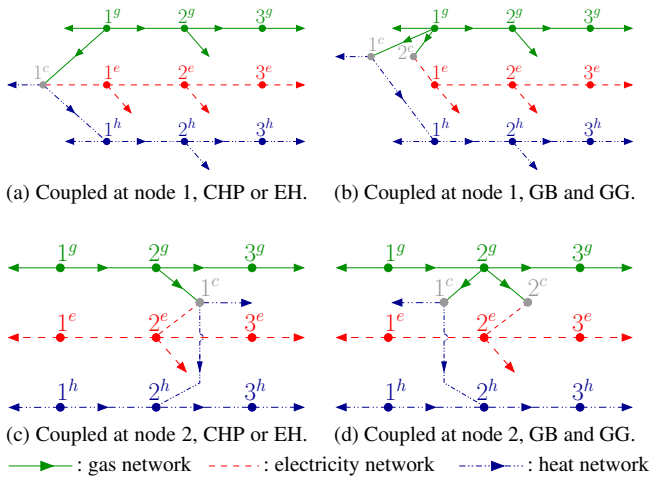 1^g 2^g 3^g 1^g 2^g 3^g
1^c 1^e 2^e 3^e 1^c 2^c 1^e 2^e 3^e
1^h 2^h 3^h 1^h 2^h 3^h
(a) Coupled at node 1, CHP or EH. (b) Coupled at node 1, GB and GG.
1^g 2^g 3^g 1^g 2^g 3^g
1^c 1^c 2^c
1^e 2^e 3^e 1^e 2^e 3^e
1^h 2^h 3^h 1^h 2^h 3^h
(c) Coupled at node 2, CHP or EH. (d) Coupled at node 2, GB and GG.
: gas network : electricity network : heat network